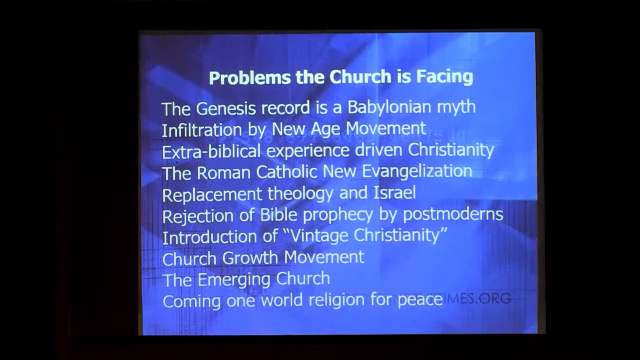 Problems the Church is Facing
The Genesis record is a Babylonian myth
Infiltration by New Age Movement
Extra-biblical experience driven Christianity
The Roman Catholic New Evangelization
Replacement theology and Israel
Rejection of Bible prophecy by postmoderns
Introduction of “Vintage Christianity”
Church Growth Movement
The Emerging Church
Coming one world religion for peace TIMES.ORG